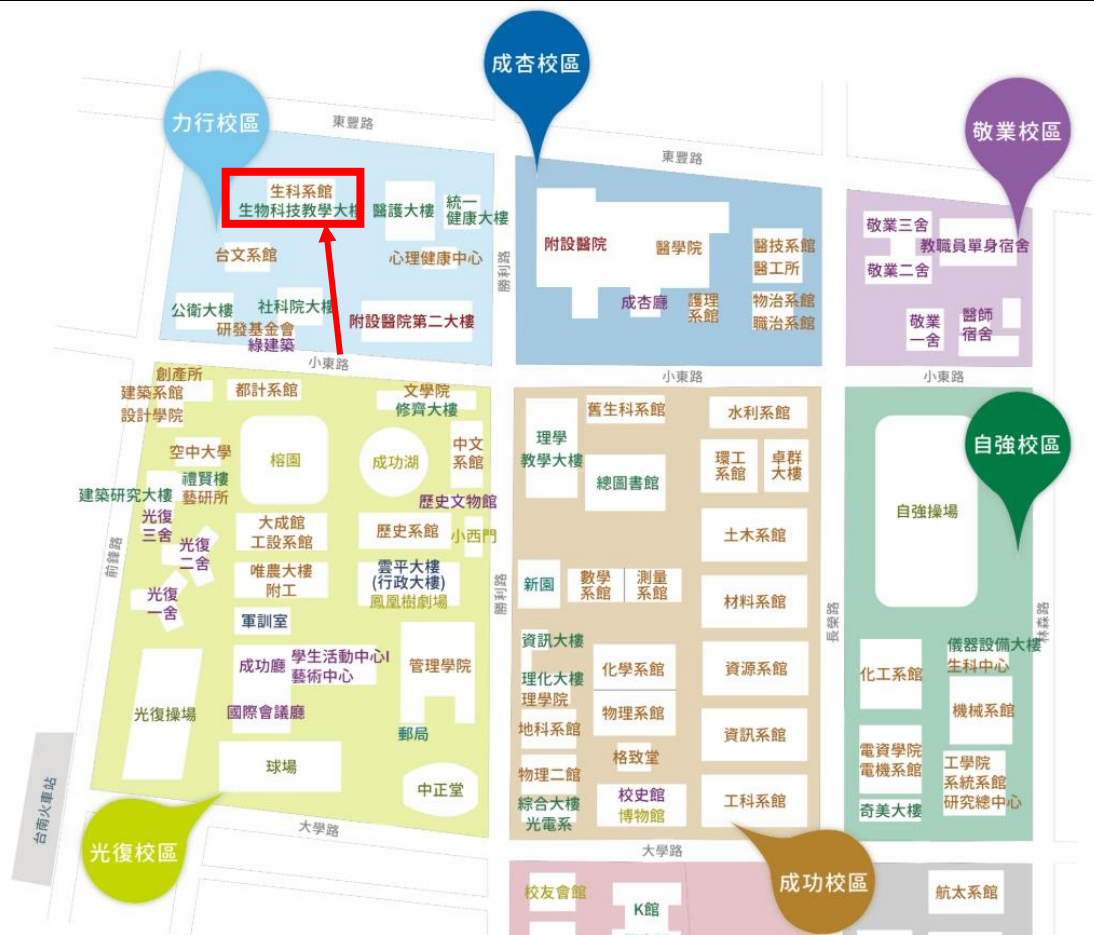 成杏校區
力行校區
敬業校區
東豐路
東豐路
生科系館
生物科技教學大樓
醫護大樓
統一
健康大樓
台文系館
心理健康中心
公衛大樓
社科院大樓
研發基金會
綠建築
附設醫院第二大樓
勝利路
附設醫院
醫學院
醫技系館
醫工所
成杏廳
護理
系館
物治系館
職治系館
敬業三舍
教職員單身宿舍
敬業二舍
敬業
一舍
醫師
宿舍
小東路
小東路
小東路
創產所
建築系館
設計學院
都計系館
文學院
修齊大樓
空中大學
榕園
成功湖
中文
系館
禮賢樓
建築研究大樓
藝研所
歷史文物館
光復
三舍
大成館
工設系館
歷史系館
小西門
光復
二舍
唯農大樓
附工
雲平大樓
(行政大樓)
鳳凰樹劇場
光復
一舍
軍訓室
成功廳
學生活動中心I
藝術中心
管理學院
光復操場
國際會議廳
郵局
球場
中正堂
前鋒路
台南火車站
大學路
光復校區
勝利路
舊生科系館
水利系館
理學
教學大樓
總圖書館
環工
系館
卓群
大樓
土木系館
新園
數學
系館
測量
系館
材料系館
資訊大樓
理化大樓
理學院
化學系館
資源系館
地科系館
物理系館
資訊系館
物理二館
格致堂
綜合大樓
光電系
校史館
博物館
工科系館
長榮路
大學路
成功校區
自強校區
自強操場
林森路
儀器設備大樓
生科中心
化工系館
機械系館
電資學院
電機系館
工學院
系統系館
研究總中心
奇美大樓
校友會館
K館
航太系館